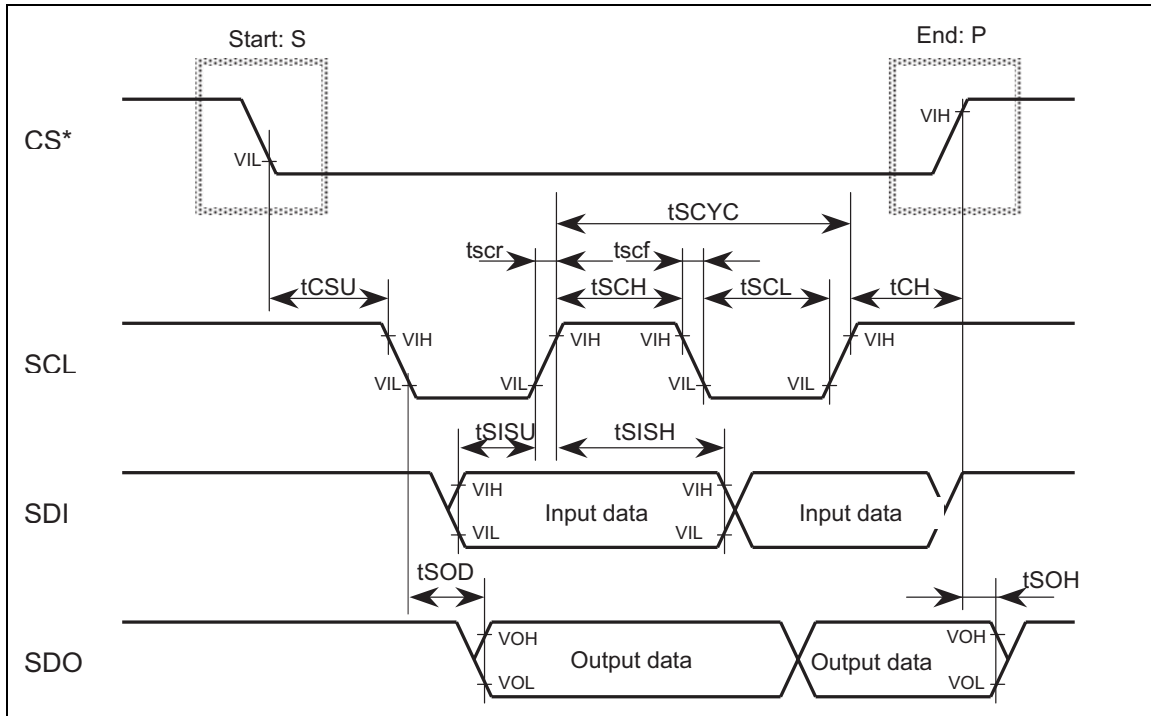 Start: S
End: P
CS*
VIL
VIH
tSCYC
tscr
tscf
tCSU
tSCH
tSCL
tCH
SCL
VIH
VIH
VIH
VIH
VIL
VIL
VIL
VIL
tSISU
tSISH
SDI
VIH
VIH
Input data
Input data
VIL
VIL
tSOD
tSOH
SDO
VOH
VOH
Output data
Output data
VOL
VOL